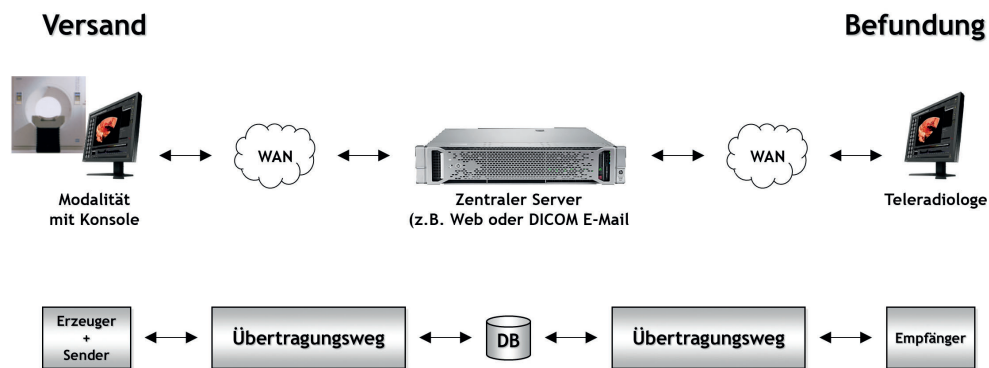 Versand
Befundung
WAN
WAN
Modalität
mit Konsole
Zentraler Server
(z.B. Web oder DICOM E-Mail
Teleradiologe
Erzeuger
+
Sender
Übertragungsweg
DB
Übertragungsweg
Empfänger